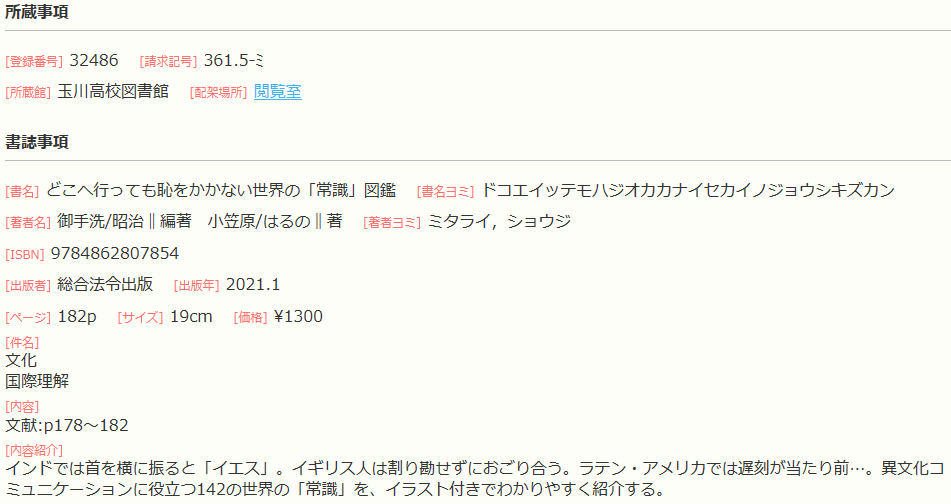 所蔵事項
[登録番号] 32486 [請求記号] 361.5-ﾐ
[所蔵館] 玉川高校図書館 [配架場所] 閲覧室
書誌事項
[書名] どこへ行っても恥をかかない世界の「常識」図鑑 [書名ヨミ] ドコエイッテモハジオカカナイセカイノジョウシキズカン
[著者名] 御手洗/昭治‖編著 小笠原/はるの‖著 [著者ヨミ] ミタライ，ショウジ
[ISBN] 9784862807854
[出版者] 総合法令出版 [出版年] 2021.1
[ページ] 182p [サイズ] 19cm [価格] ¥1300
[件名]
文化
国際理解
[内容]
文献:p178～182
[内容紹介]
インドでは首を横に振ると「イエス」。イギリス人は割り勘せずにおごり合う。ラテン・アメリカでは遅刻が当たり前…。異文化コ
ミュニケーションに役立つ142の世界の「常識」を、イラスト付きでわかりやすく紹介する。